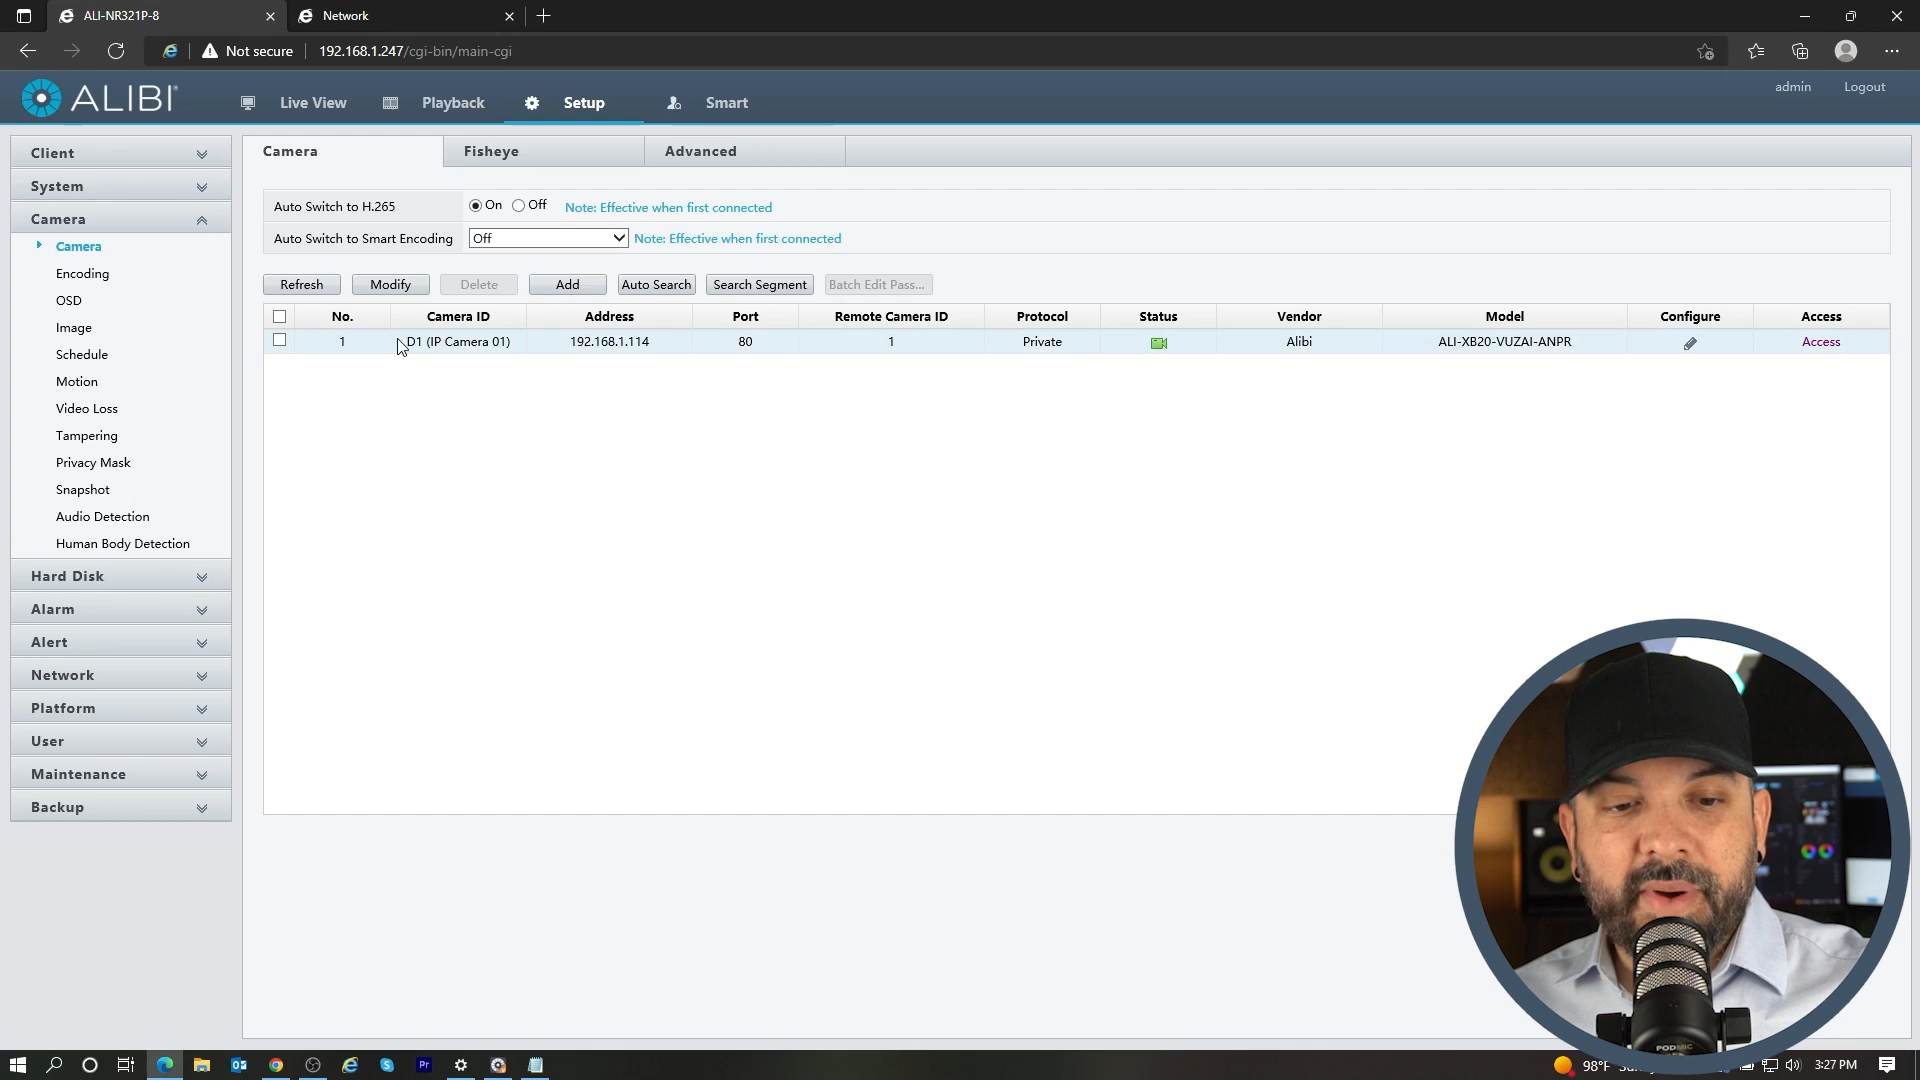 ALI-NR321P-8
Network
Not secure
192.168.1.247/cgi-bin/main-cgi
ALIBI
Live View
Playback
Setup
Smart
admin
Logout
Client
System
Camera
Camera
Encoding
OSD
Image
Schedule
Motion
Video Loss
Tampering
Privacy Mask
Snapshot
Audio Detection
Human Body Detection
Hard Disk
Alarm
Alert
Network
Platform
User
Maintenance
Backup
Camera Fisheye Advanced
Auto Switch to H.265 On Off Note: Effective when first connected
Auto Switch to Smart Encoding Off Note: Effective when first connected
Refresh Modify Delete Add Auto Search Search Segment Batch Edit Pass...
No. Camera ID Address Port Remote Camera ID Protocol Status Vendor Model Configure Access
1 D1 (IP Camera 01) 192.168.1.114 80 1 Private Alibi ALI-XB20-VUZAI-ANPR Access
PODMIC
98°F
3:27 PM